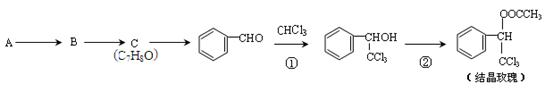 OOCCH₃
A → B → C → CHO CHCl3 → CHOH → CH
(C₇H₈O) ① CCl₃ ② CCl₃
(结晶玫瑰)